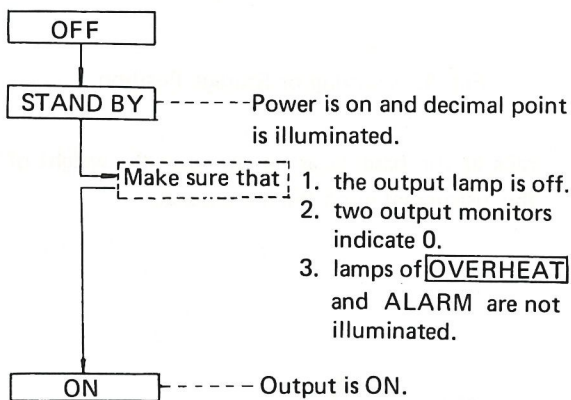 OFF
STAND BY
Power is on and decimal point
is illuminated.
Make sure that
1. the output lamp is off.
2. two output monitors
indicate 0.
3. lamps of OVERHEAT
and ALARM are not
illuminated.
ON
Output is ON.